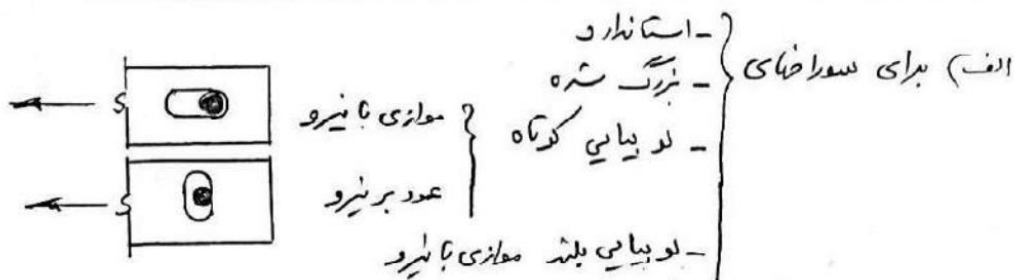 الف) برای سوراخهای
- استاندارد
- بزرگ شده
- لوبیایی کوتاه
موازی با نیرو
عمود بر نیرو
- لوبیایی بلند موازی با نیرو